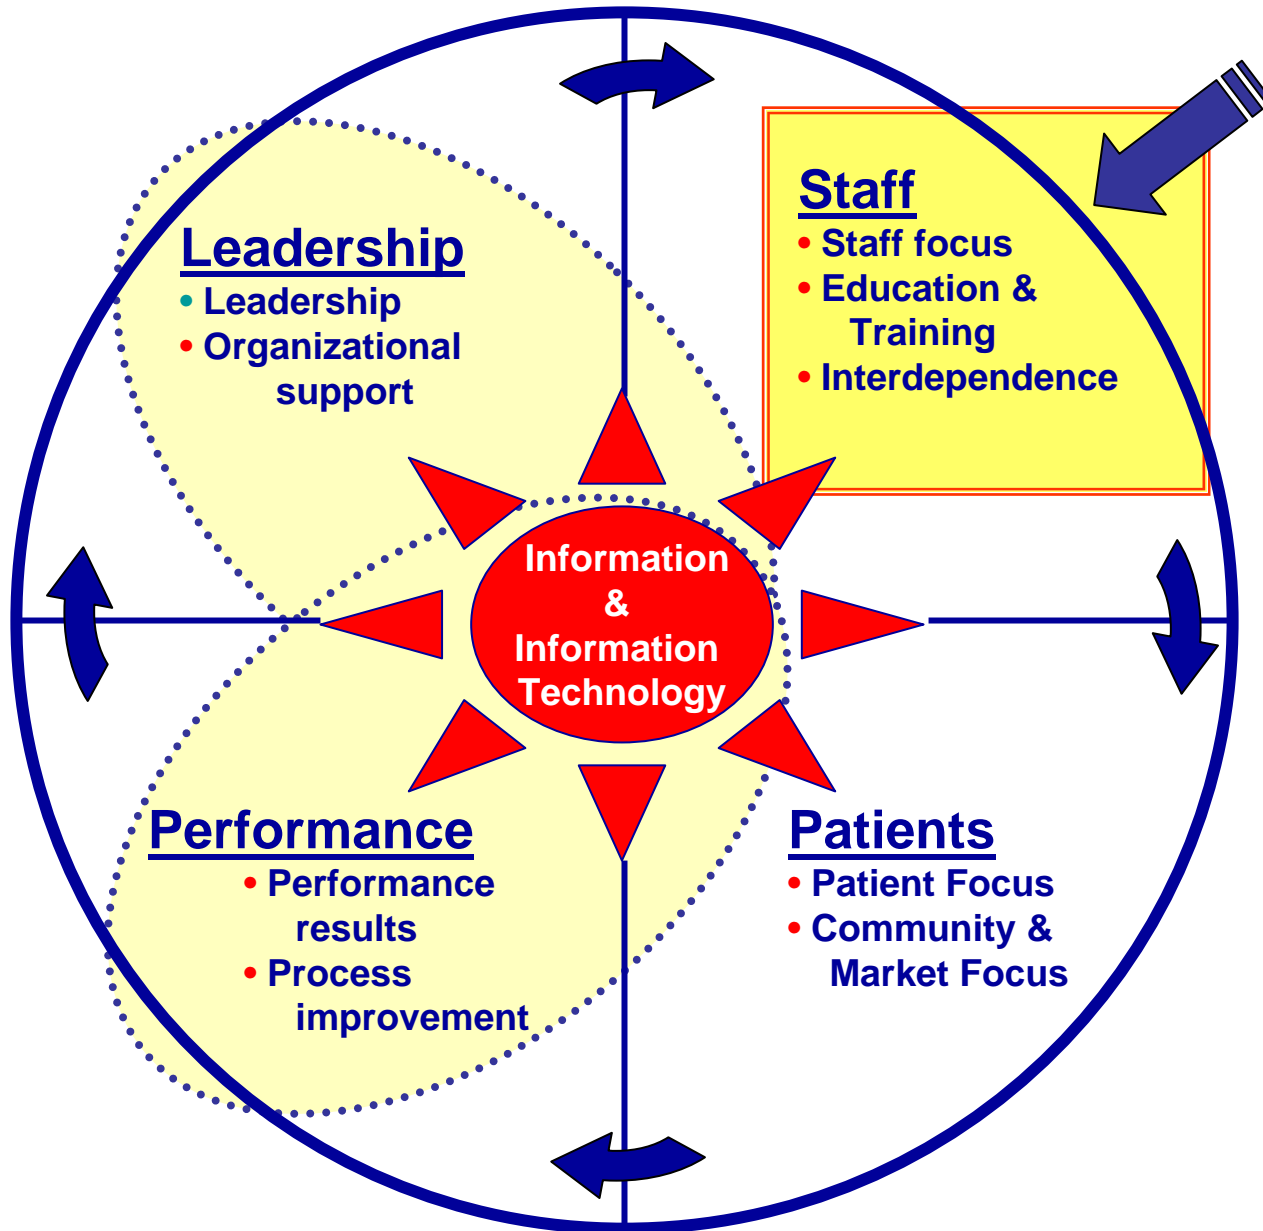 Leadership
• Leadership
• Organizational
support
Staff
• Staff focus
• Education &
Training
• Interdependence
Information
&
Information
Technology
Performance
• Performance
results
• Process
improvement
Patients
• Patient Focus
• Community &
Market Focus